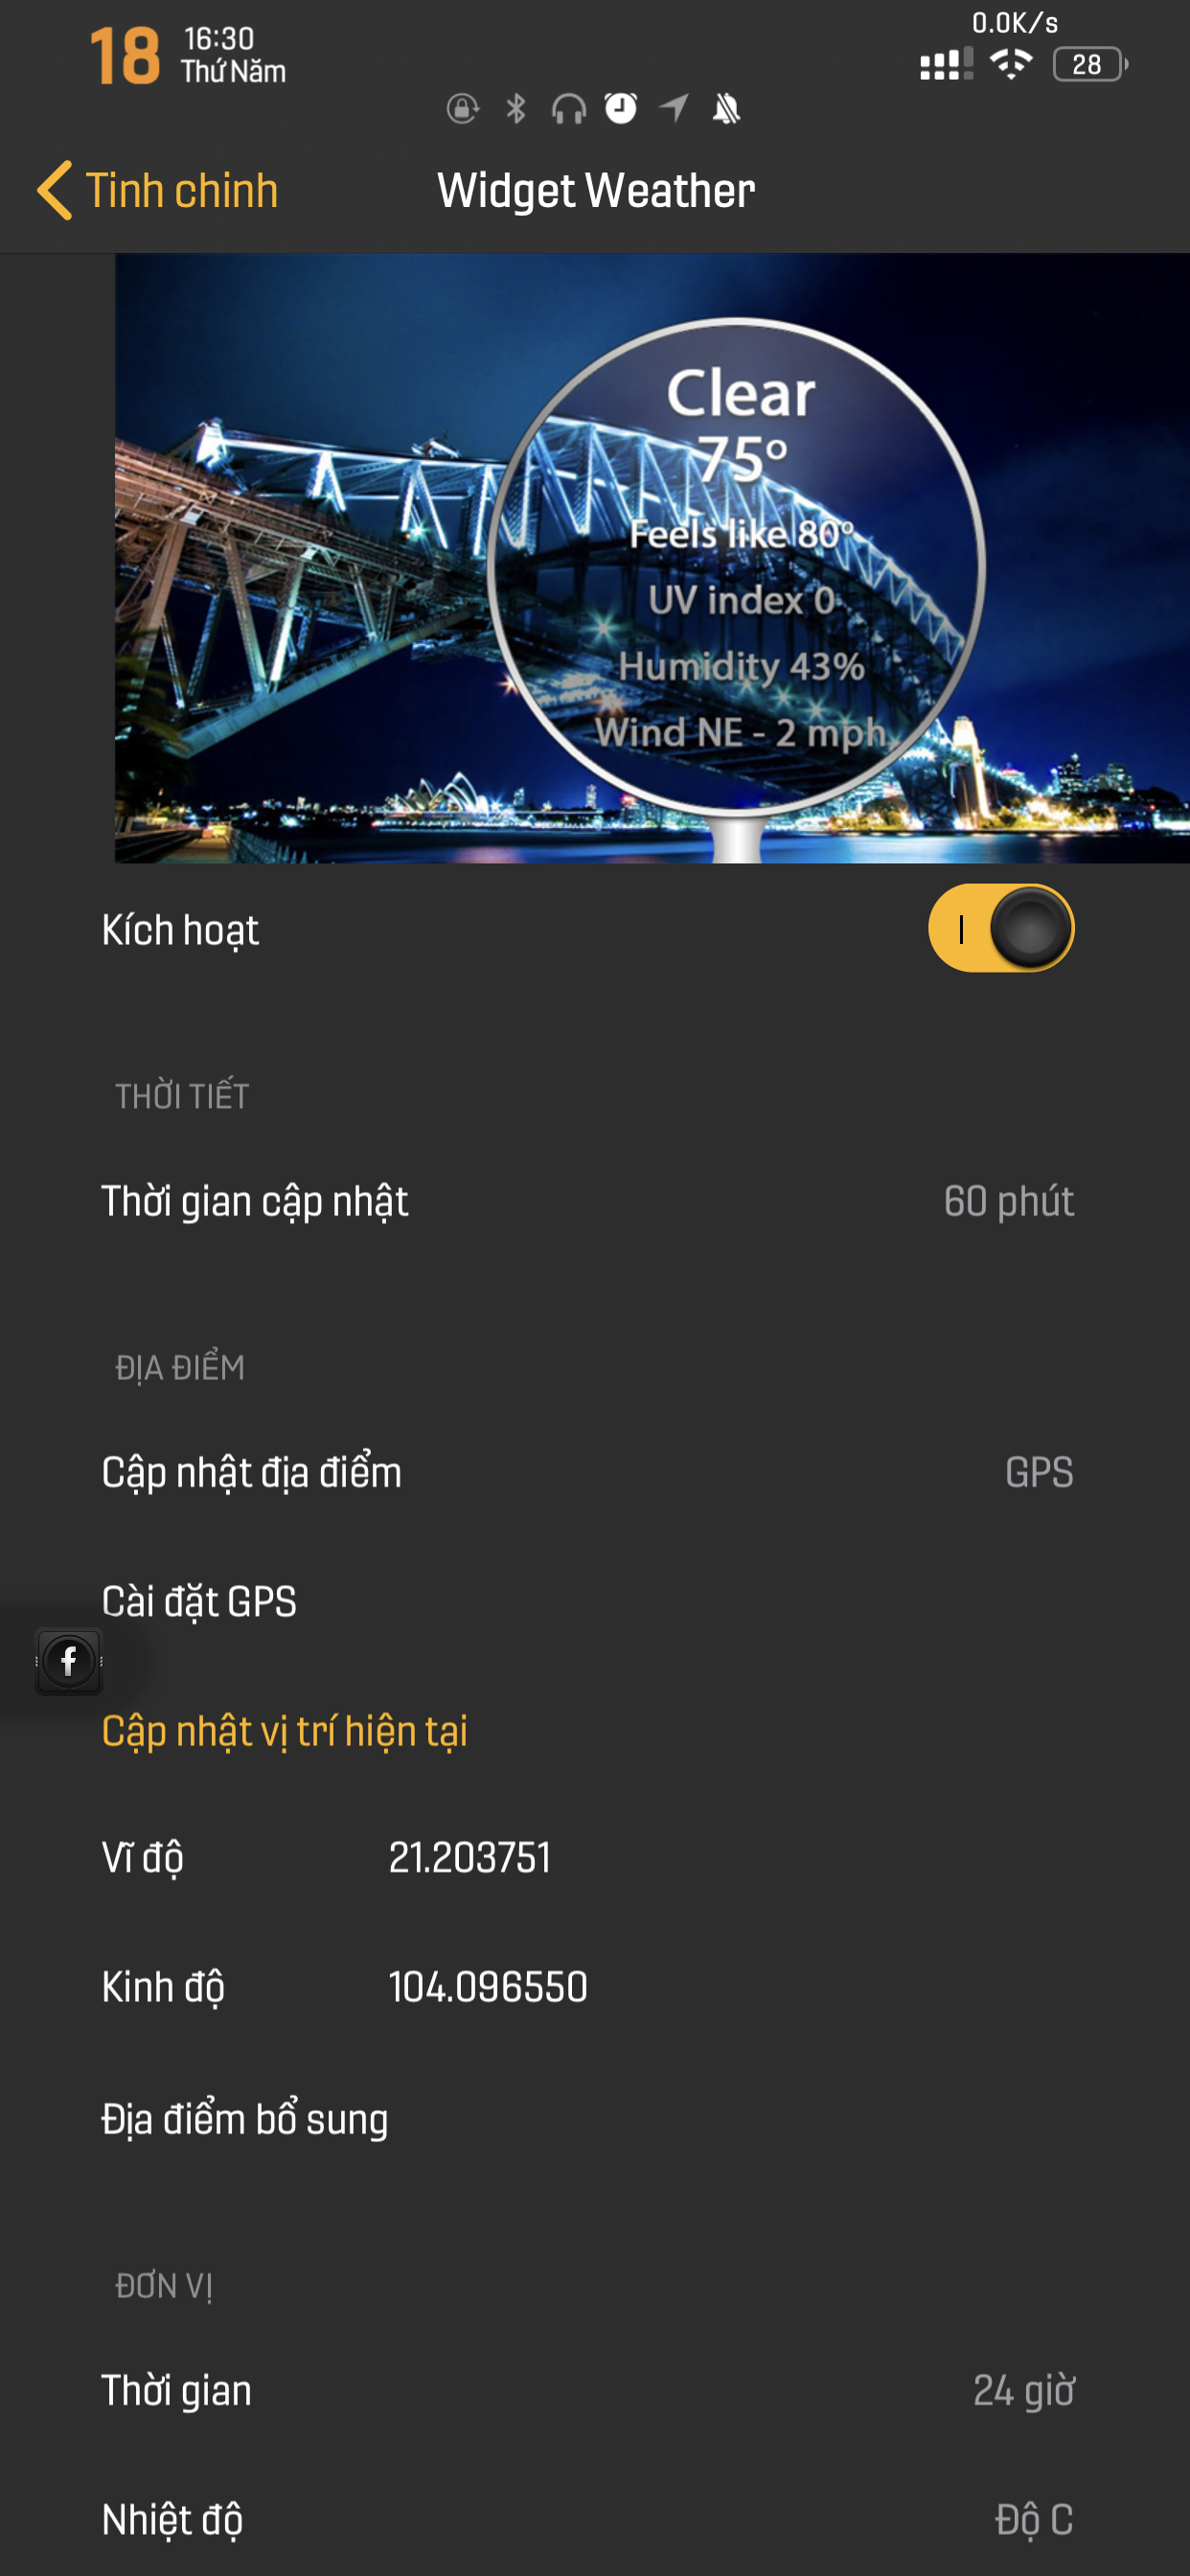 0.0K/s
18
16:30
Thứ Năm
28
Tinh chinh
Widget Weather
Clear
75°
Feels like 80°
UV index 0
Humidity 43%
Wind NE - 2 mph
Kích hoạt
THỜI TIẾT
Thời gian cập nhật 60 phút
ĐỊA ĐIỂM
Cập nhật địa điểm GPS
Cài đặt GPS
Cập nhật vị trí hiện tại
Vĩ độ 21.203751
Kinh độ 104.096550
Địa điểm bổ sung
ĐƠN VỊ
Thời gian 24 giờ
Nhiệt độ Độ C